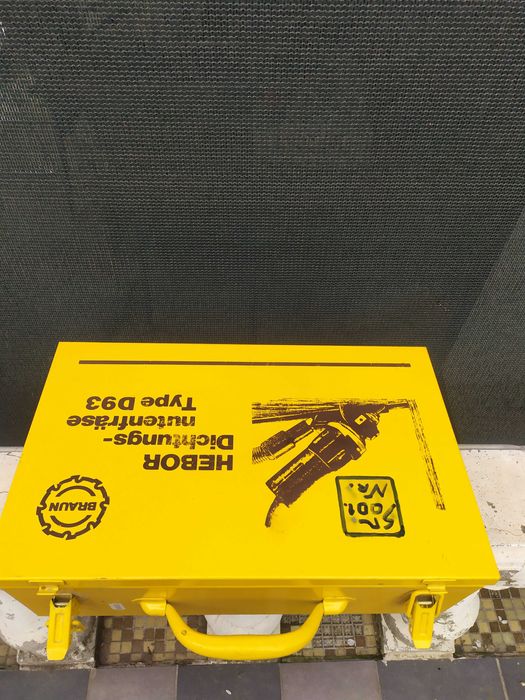 HEBOR
Dichtungs-
nutenfräse
Type D93
BRAUN